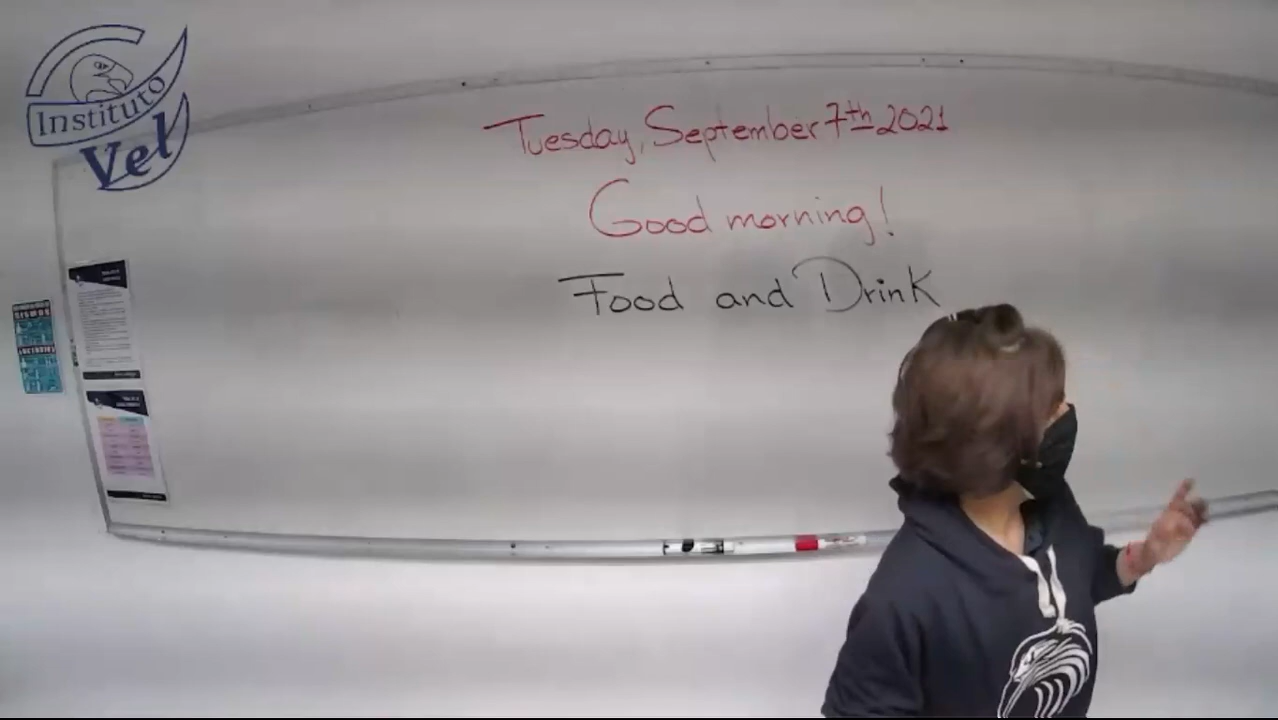 Instituto
Vel
Tuesday, September 7th 2021
Good morning!
Food and Drink